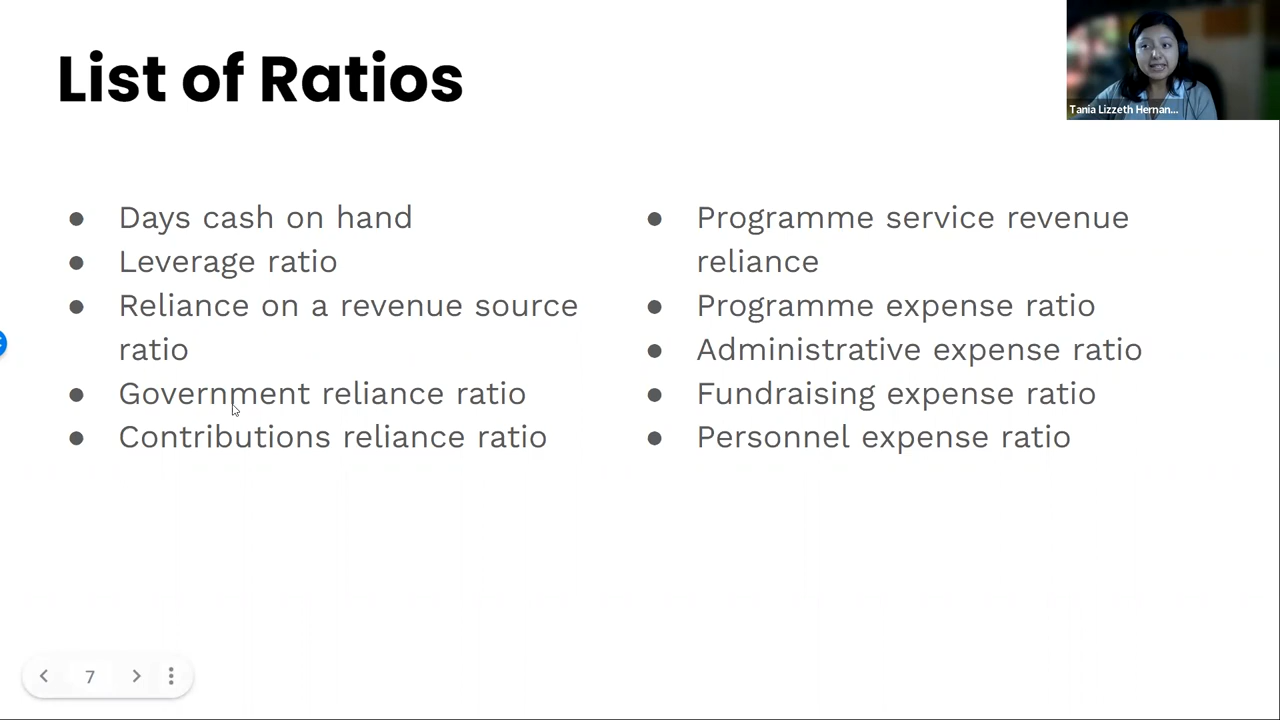 List of Ratios
Tania Lizzeth Hernan...
● Days cash on hand
● Leverage ratio
● Reliance on a revenue source
ratio
● Government reliance ratio
● Contributions reliance ratio
● Programme service revenue
reliance
● Programme expense ratio
● Administrative expense ratio
● Fundraising expense ratio
● Personnel expense ratio
7